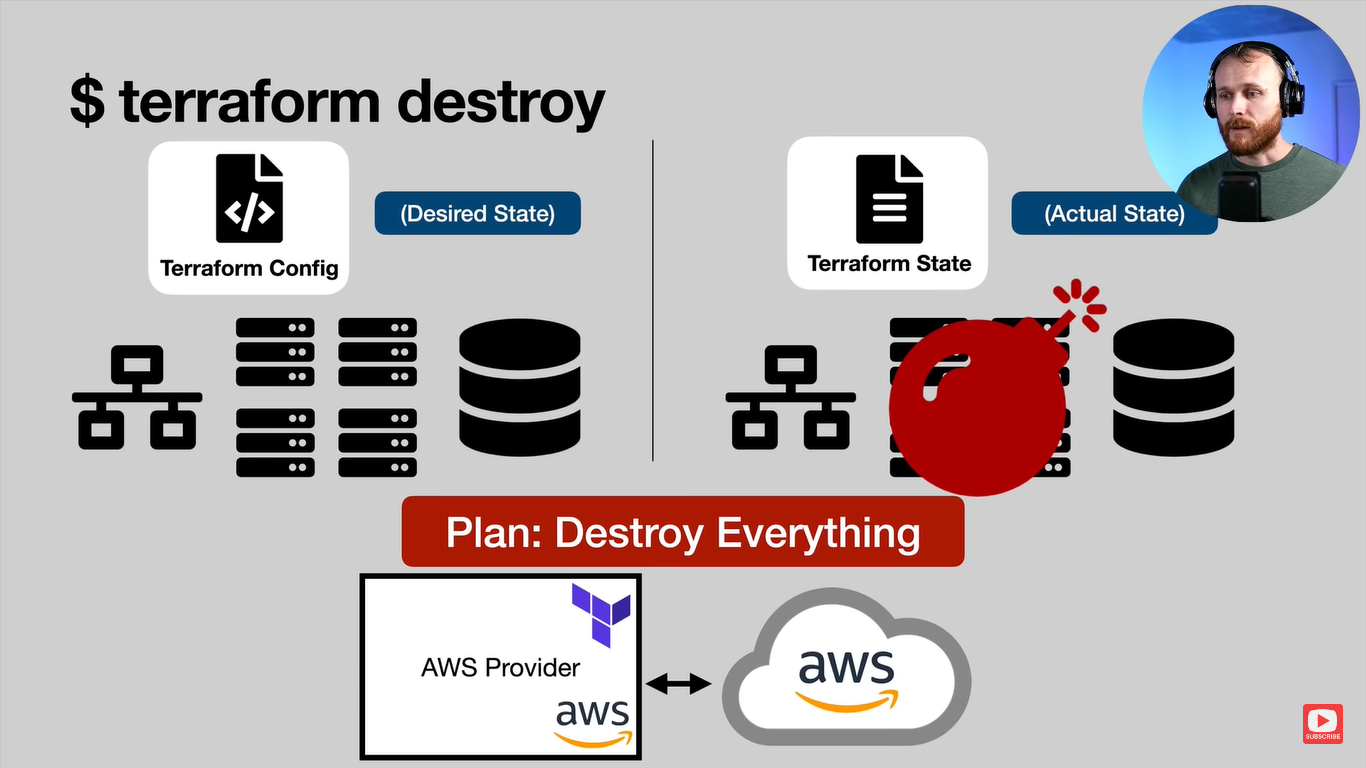 $ terraform destroy
Terraform Config
(Desired State)
Terraform State
(Actual State)
Plan: Destroy Everything
AWS Provider
aws
aws
SUBSCRIBE